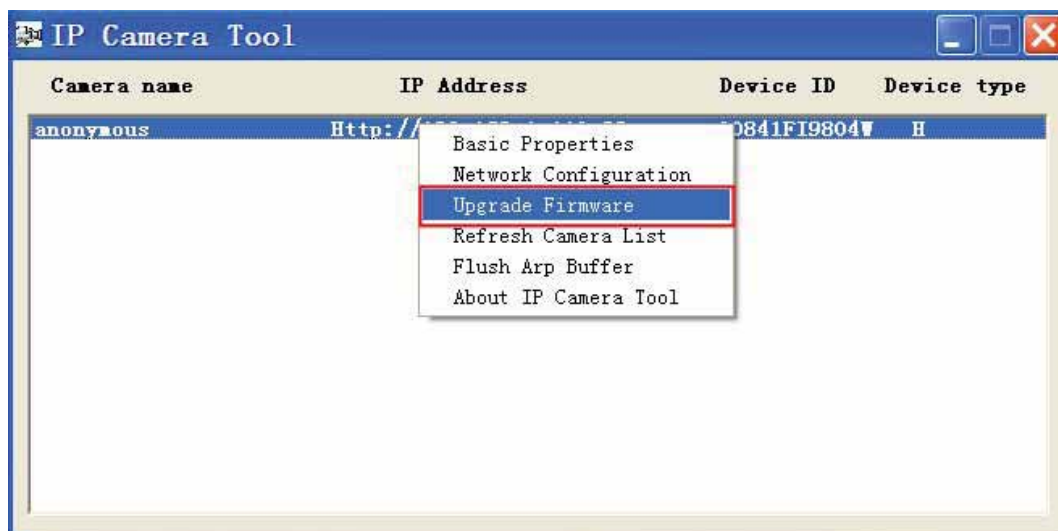 IP Camera Tool
Camera name IP Address Device ID Device type
anonymous Http:// H
Basic Properties
Network Configuration
Upgrade Firmware
Refresh Camera List
Flush Arp Buffer
About IP Camera Tool